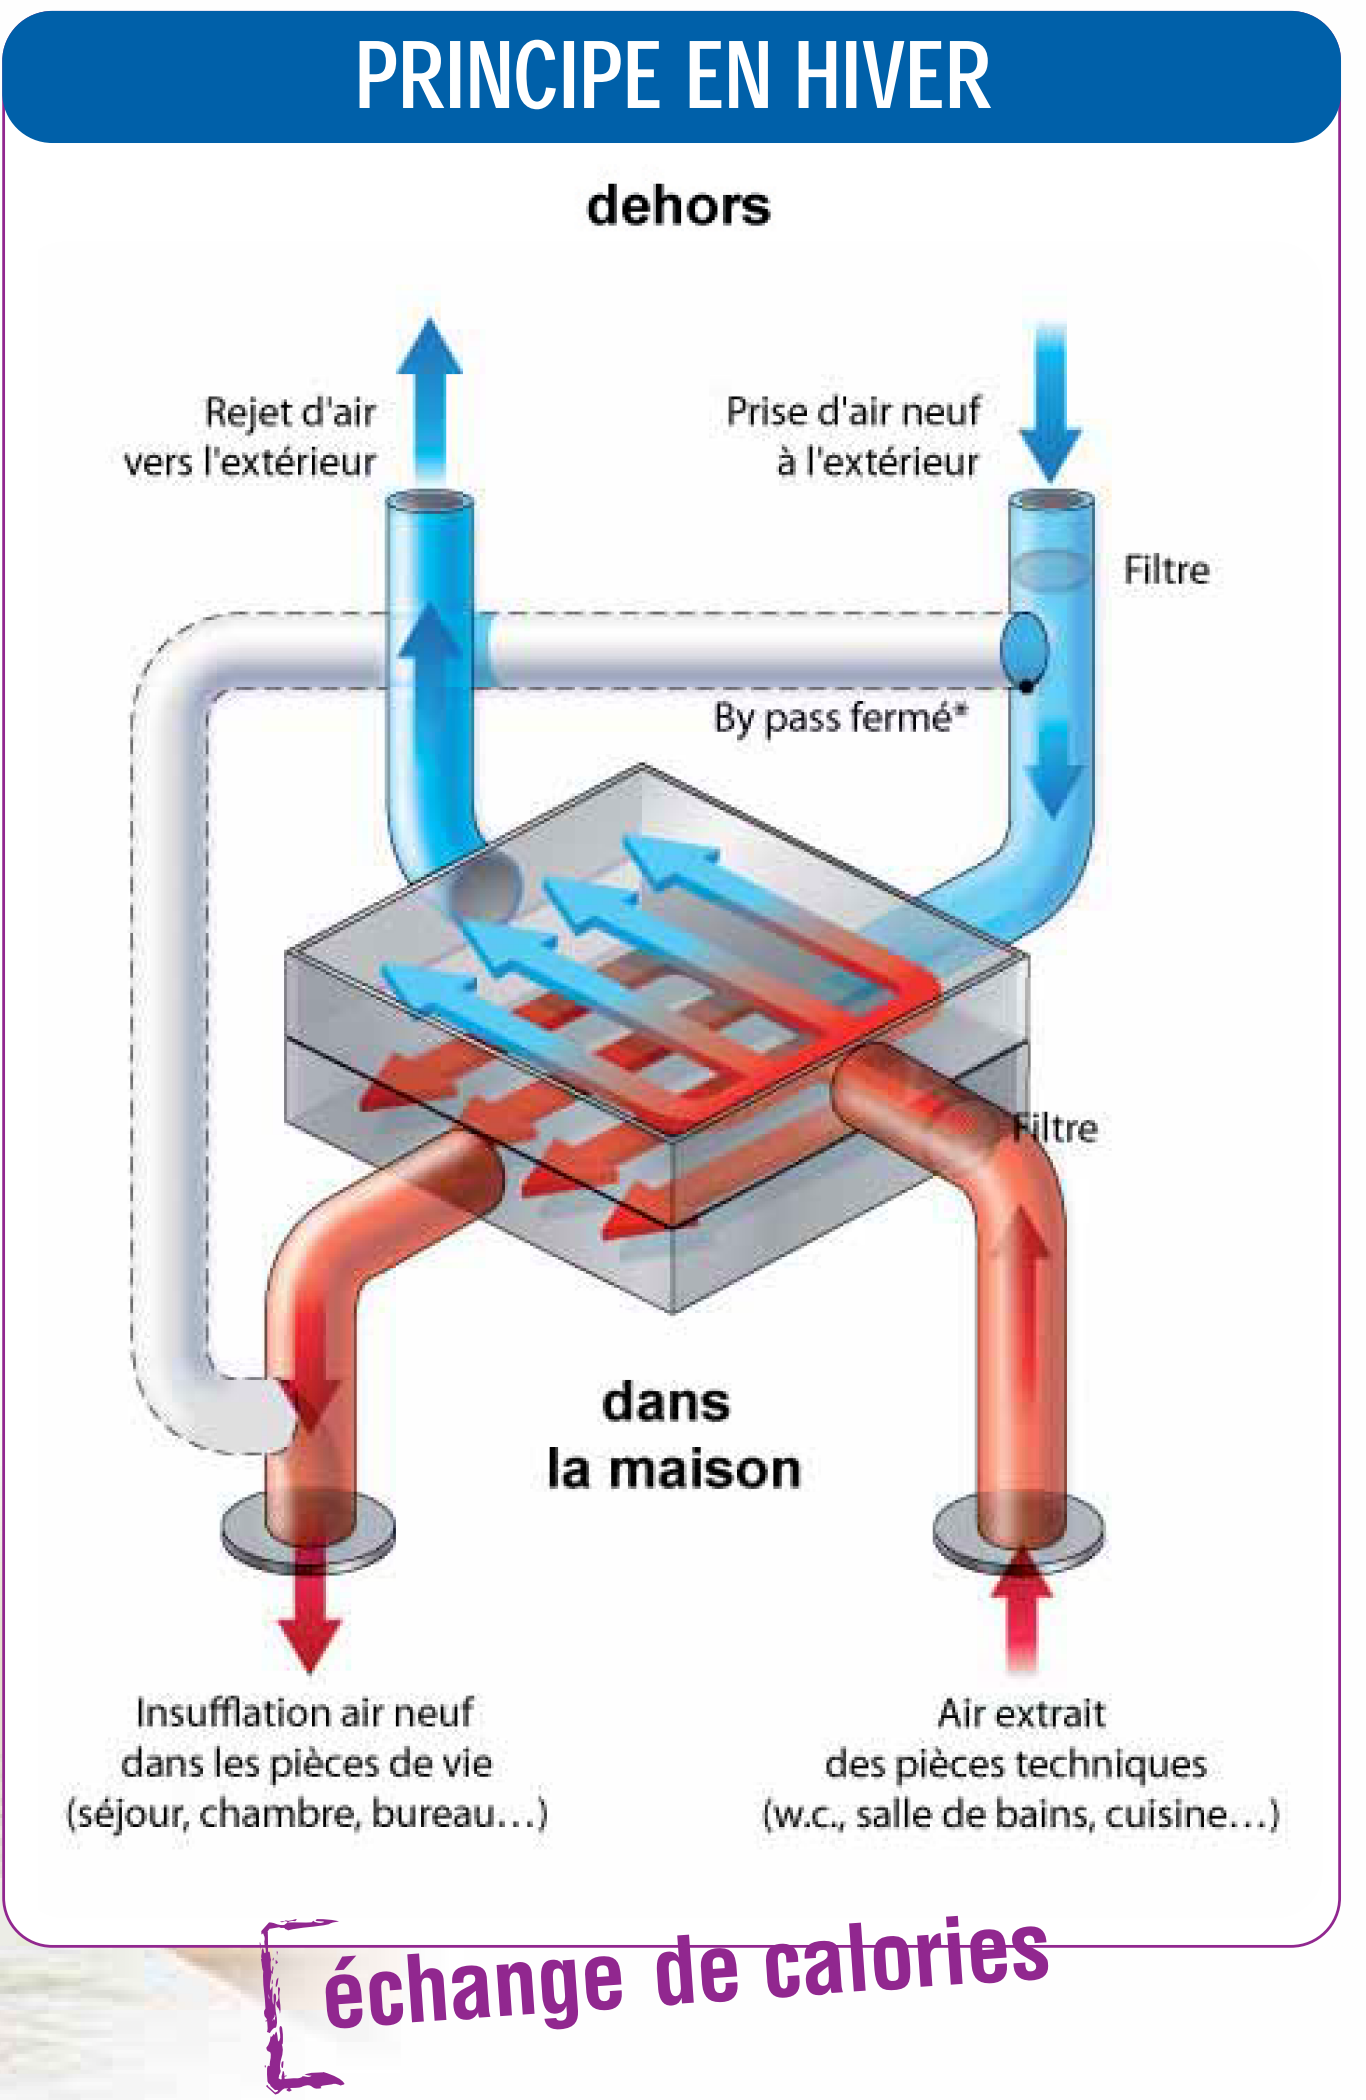 PRINCIPE EN HIVER
dehors
Rejet d'air
vers l'extérieur
Prise d'air neuf
à l'extérieur
Filtre
By pass fermé*
Filtre
dans
la maison
Insufflation air neuf
dans les pièces de vie
(séjour, chambre, bureau…)
Air extrait
des pièces techniques
(w.c., salle de bains, cuisine…)
échange de calories